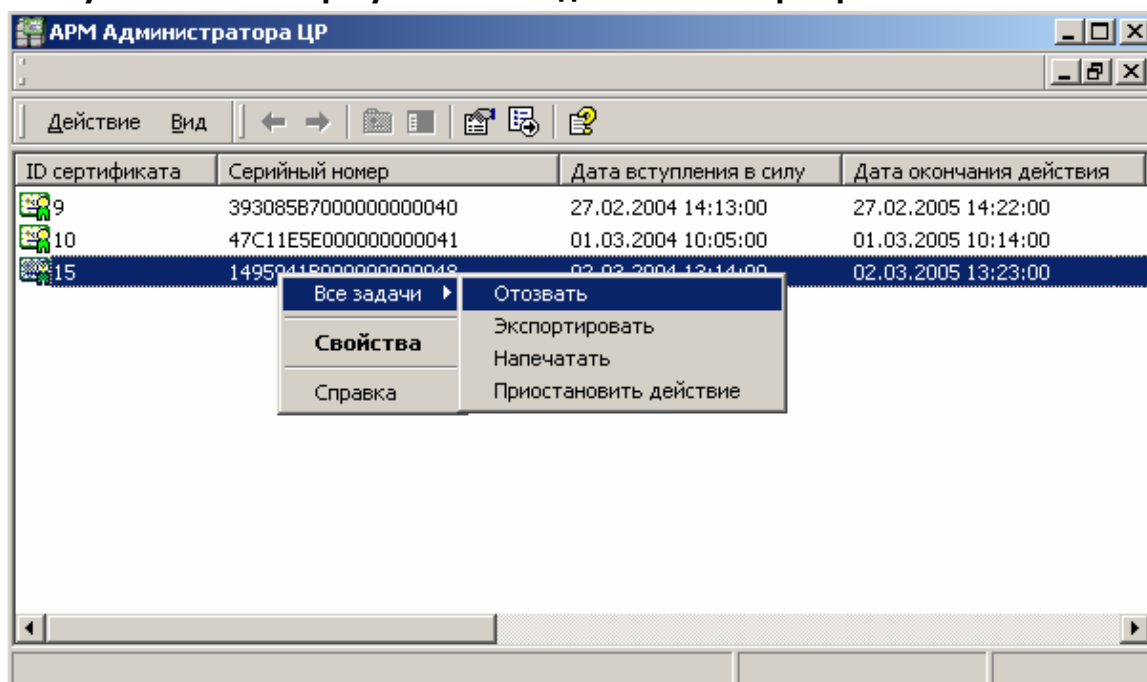 АРМ Администратора ЦР
Действие Вид
ID сертификата Серийный номер Дата вступления в силу Дата окончания действия
9 393085B7000000000040 27.02.2004 14:13:00 27.02.2005 14:22:00
10 47C11E5E000000000041 01.03.2004 10:05:00 01.03.2005 10:14:00
15 02.03.2005 13:23:00
Все задачи Отозвать
Экспортировать
Свойства
Напечатать
Справка Приостановить действие